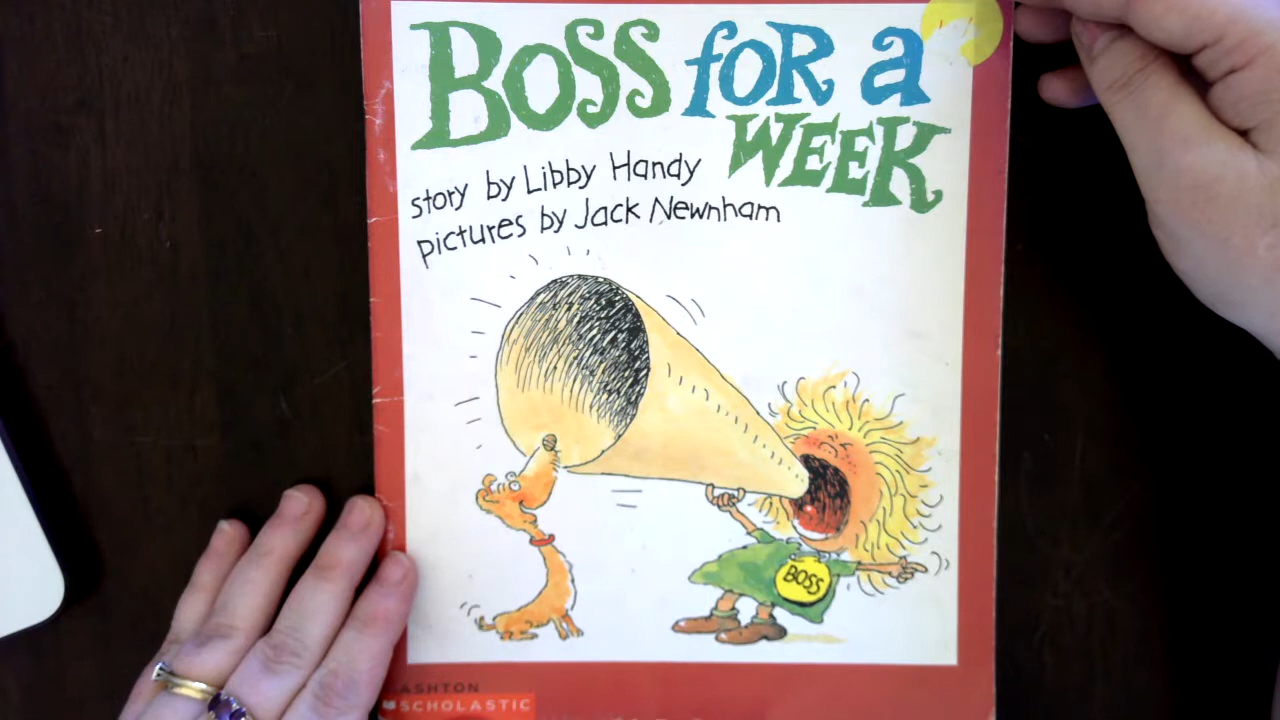 BOSS foR a
WEEK
story by Libby Handy
pictures by Jack Newnham
BOSS
ASHTON
SCHOLASTIC